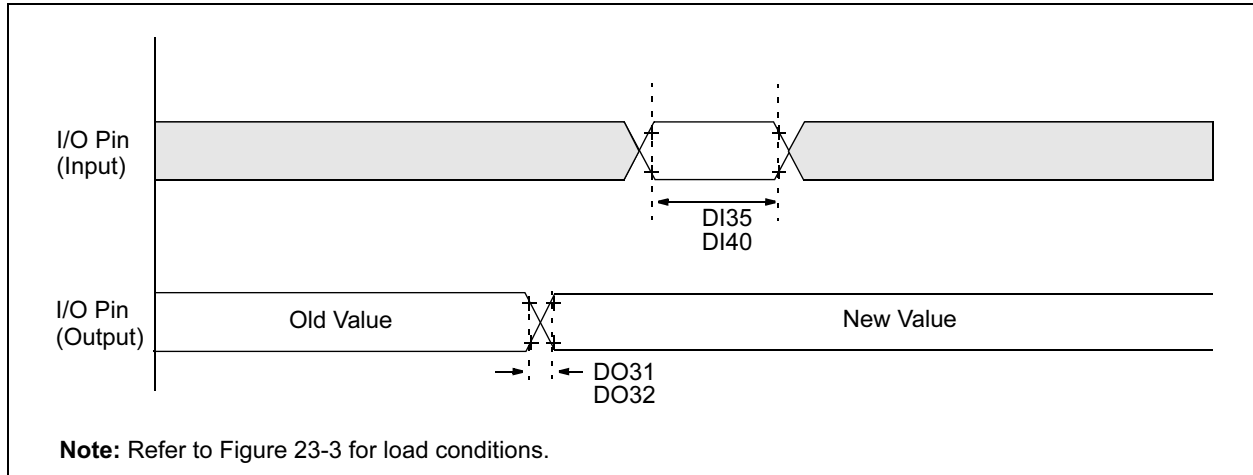 I/O Pin
(Input)
DI35
DI40
I/O Pin
(Output)
Old Value
New Value
DO31
DO32
Note: Refer to Figure 23-3 for load conditions.